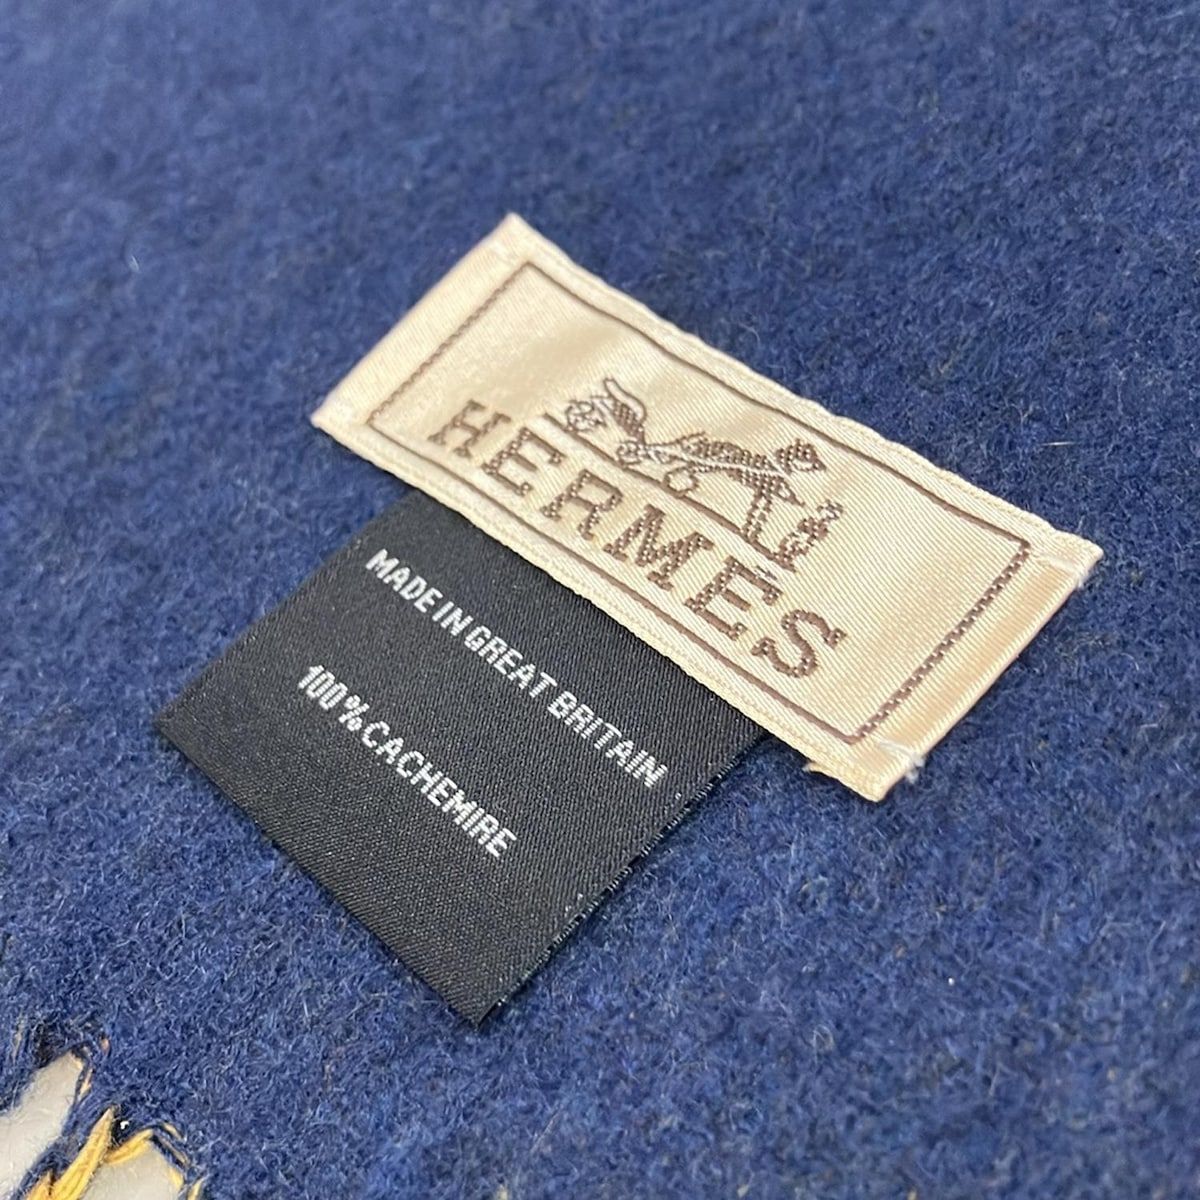 HERMES
MADE IN GREAT BRITAIN
100% CACHEMIRE